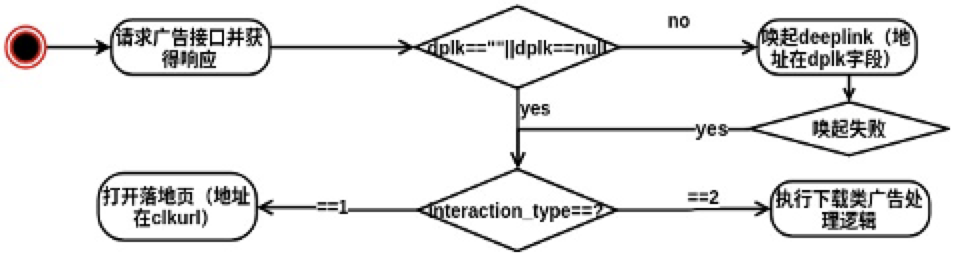 请求广告接口并获
得响应
dplk==""||dplk==null
no
唤起deeplink（地
址在dplk字段）
yes
yes
唤起失败
打开落地页（地址
在clkurl）
==1
interaction_type==?
==2
执行下载类广告处
理逻辑